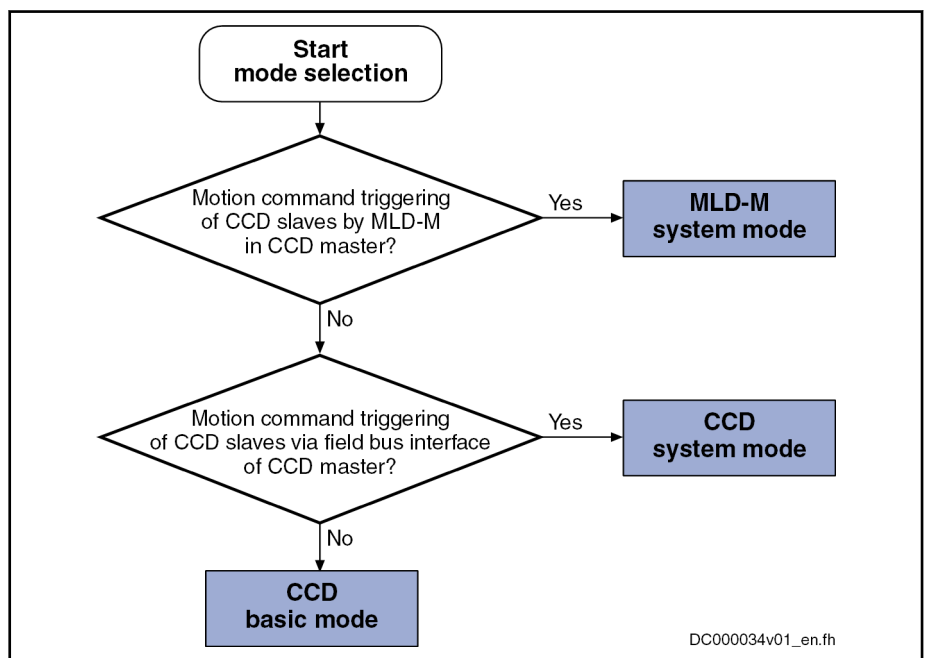 Start
mode selection
Motion command triggering
of CCD slaves by MLD-M
in CCD master?
Yes
MLD-M
system mode
No
Motion command triggering
of CCD slaves via field bus interface
of CCD master?
Yes
CCD
system mode
No
CCD
basic mode
DC000034v01_en.fh